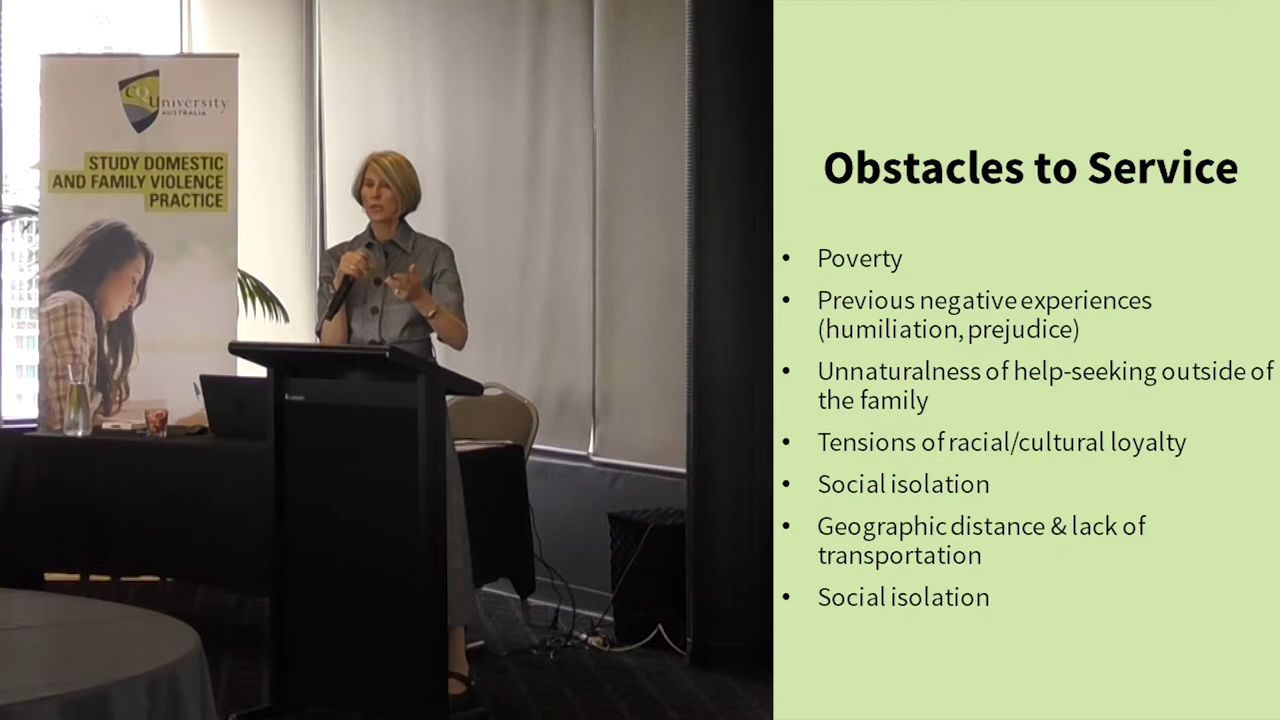 CQUniversity
AUSTRALIA
STUDY DOMESTIC
AND FAMILY VIOLENCE
PRACTICE
Obstacles to Service
• Poverty
• Previous negative experiences
(humiliation, prejudice)
• Unnaturalness of help-seeking outside of
the family
• Tensions of racial/cultural loyalty
• Social isolation
• Geographic distance & lack of
transportation
• Social isolation